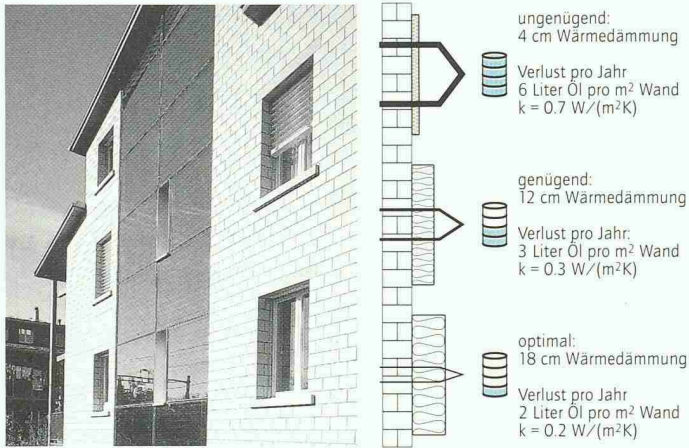 ungenügend:
4 cm Wärmedämmung
Verlust pro Jahr
6 Liter Öl pro m² Wand
k = 0.7 W/(m²K)
genügend:
12 cm Wärmedämmung
Verlust pro Jahr:
3 Liter Öl pro m² Wand
k = 0.3 W/(m²K)
optimal:
18 cm Wärmedämmung
Verlust pro Jahr
2 Liter Öl pro m² Wand
k = 0.2 W/(m²K)